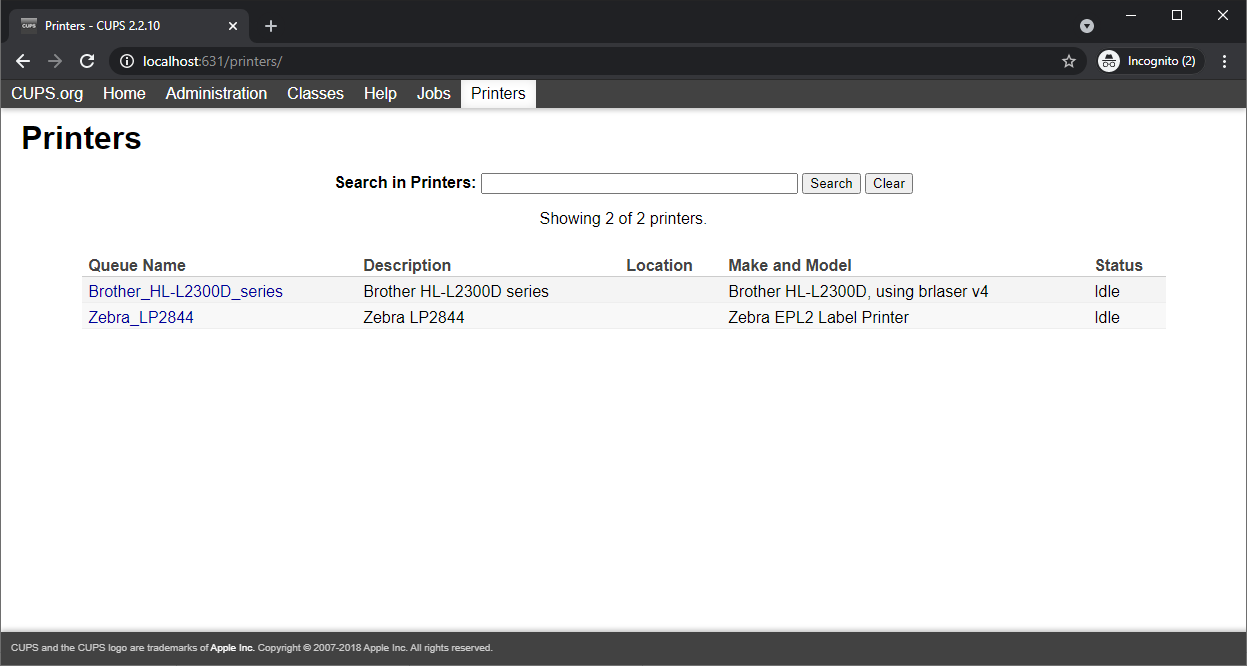 CUPS Printers - CUPS 2.2.10
localhost:631/printers/ Incognito (2)
CUPS.org Home Administration Classes Help Jobs Printers
Printers
Search in Printers: Search Clear
Showing 2 of 2 printers.
Queue Name Description Location Make and Model Status
Brother_HL-L2300D_series Brother HL-L2300D series Brother HL-L2300D, using brlaser v4 Idle
Zebra_LP2844 Zebra LP2844 Zebra EPL2 Label Printer Idle
CUPS and the CUPS logo are trademarks of Apple Inc. Copyright © 2007-2018 Apple Inc. All rights reserved.